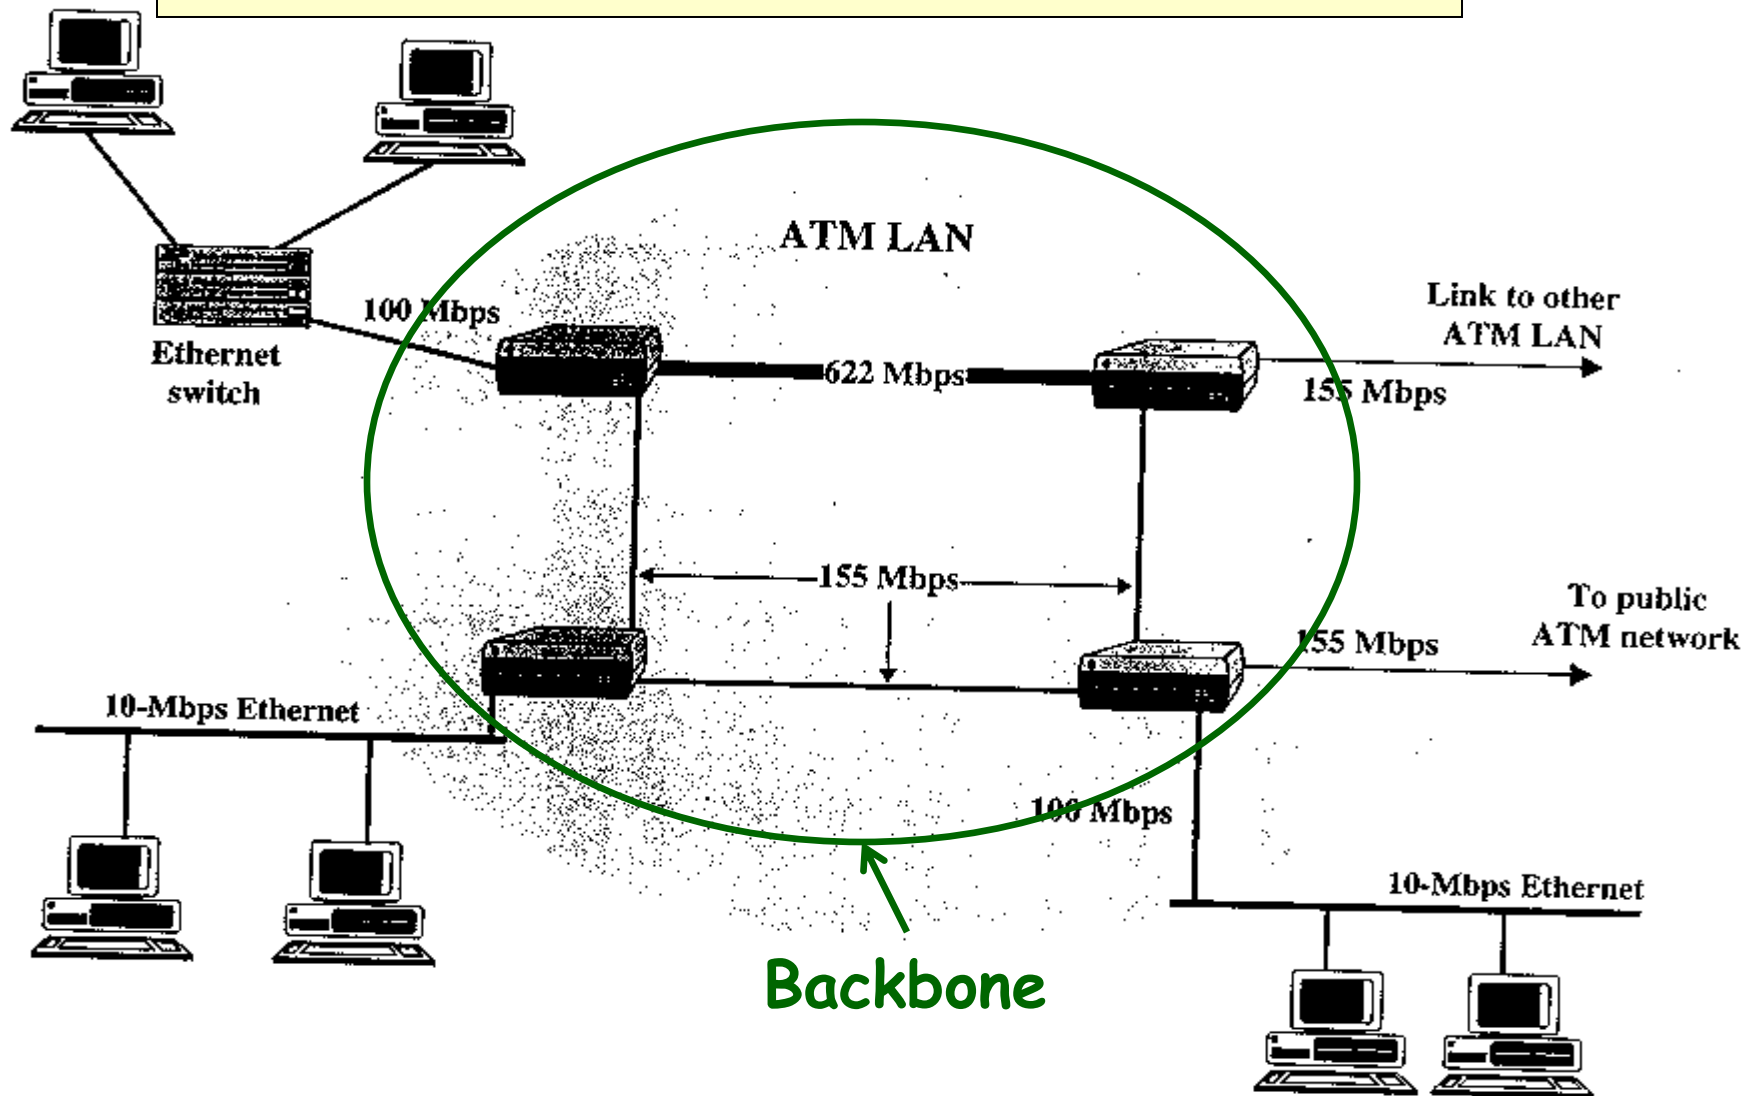 ATM LAN
100 Mbps
Link to other
ATM LAN
Ethernet
switch
622 Mbps
155 Mbps
155 Mbps
To public
ATM network
155 Mbps
10-Mbps Ethernet
100 Mbps
10-Mbps Ethernet
Backbone